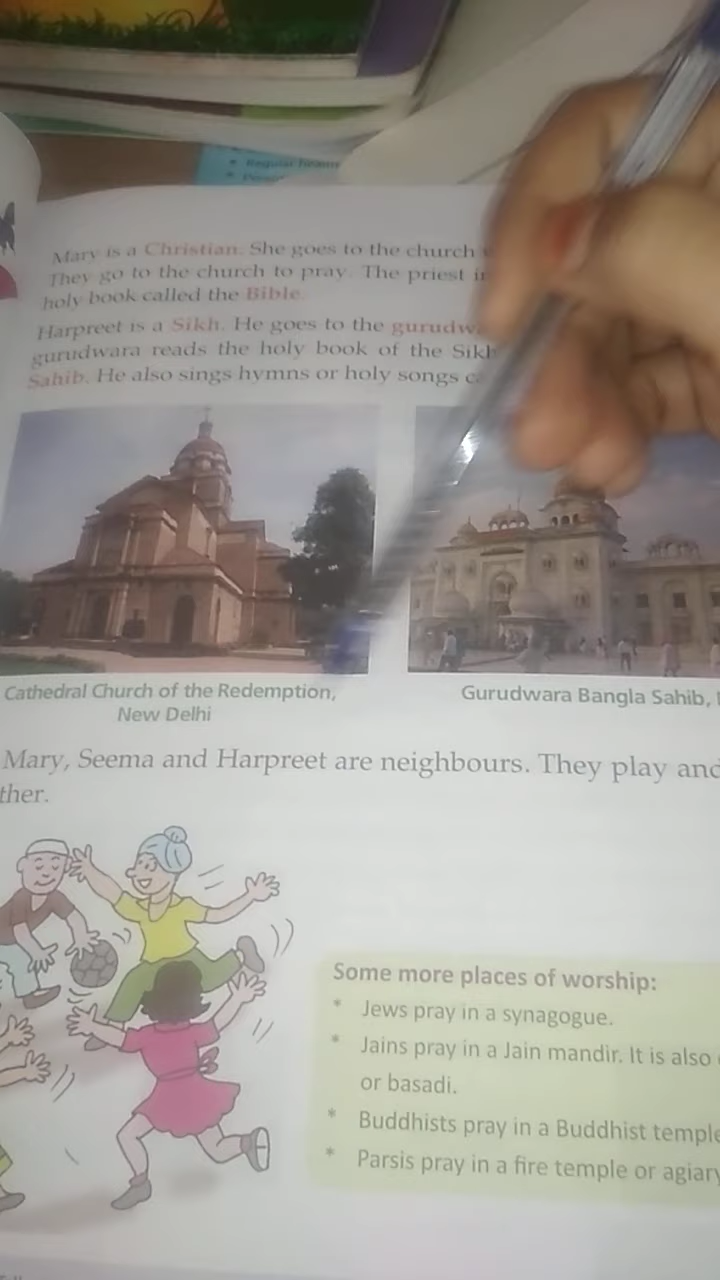 Regular
Mary is a Christian. She goes to the church
They go to the church to pray. The priest
holy book called the Bible.
Harpreet is a Sikh. He goes to the
gurudwara reads the holy book of the
Sahib. He also sings hymns or holy songs
Cathedral Church of the Redemption,
New Delhi
Gurudwara Bangla Sahib,
Mary, Seema and Harpreet are neighbours. They play and
ther.
Some more places of worship:
* Jews pray in a synagogue.
* Jains pray in a Jain mandir. It is also
or basadi.
* Buddhists pray in a Buddhist temple
* Parsis pray in a fire temple or agiary